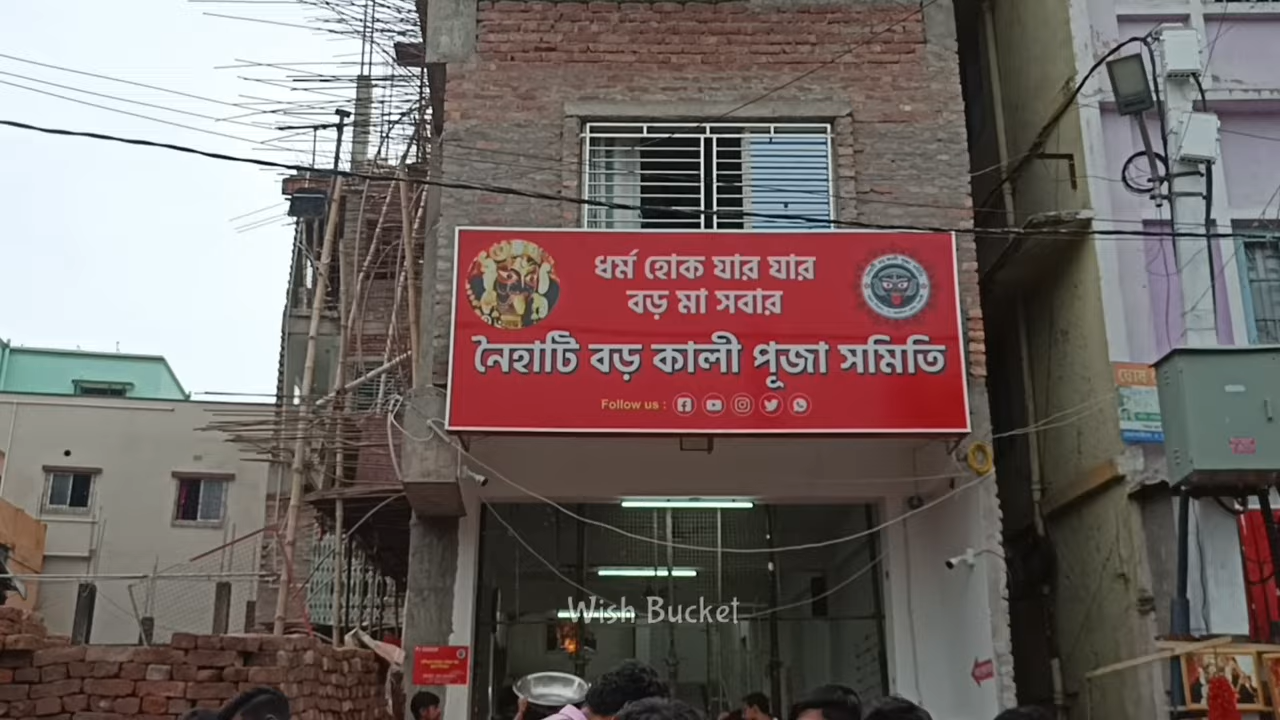 ধর্ম হোক যার যার
বড় মা সবার
নৈহাটি বড় কালী পূজা সমিতি
Follow us :
Wish Bucket